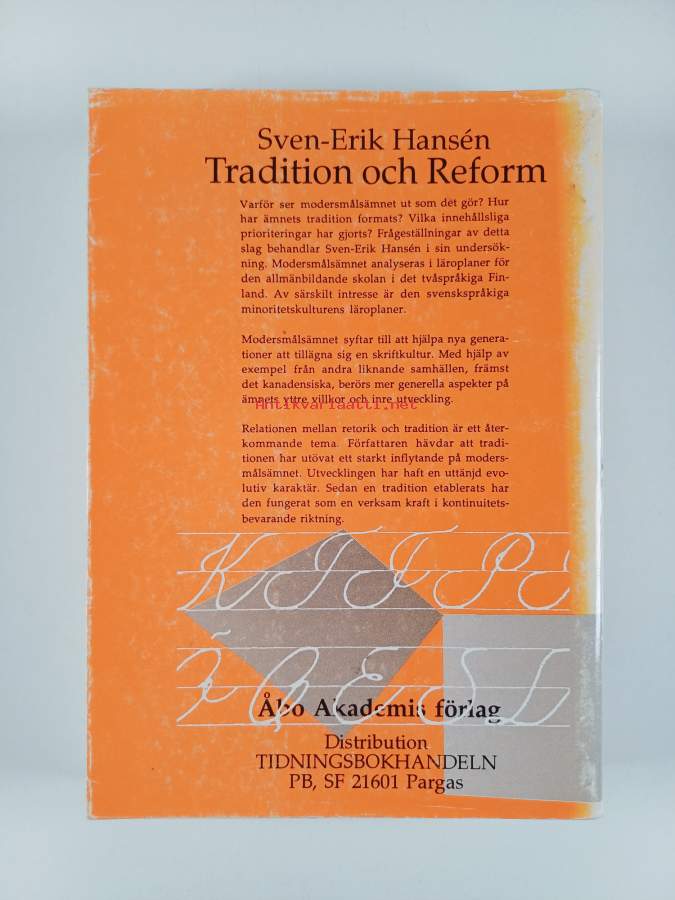 Sven-Erik Hansén
Tradition och Reform
Varför ser modersmålsämnet ut som det gör? Hur
har ämnets tradition formats? Vilka innehållsliga
prioriteringar har gjorts? Frågeställningar av detta
slag behandlar Sven-Erik Hansén i sin undersök-
ning. Modersmålsämnet analyseras i läroplaner för
den allmänbildande skolan i det tvåspråkiga Fin-
land. Av särskilt intresse är den svenskspråkiga
minoritetskulturens läroplaner.
Modersmålsämnet syftar till att hjälpa nya genera-
tioner att tillägna sig en skriftkultur. Med hjälp av
exempel från andra liknande samhällen, främst
det kanadensiska, berörs mer generella aspekter på
ämnets yttre villkor och inre utveckling.
Antikvariaatti.net
Relationen mellan retorik och tradition är ett åter-
kommande tema. Författaren hävdar att tradi-
tionen har utövat ett starkt inflytande på moders-
målsämnet. Utvecklingen har haft en uttänjd evo-
lutiv karaktär. Sedan en tradition etablerats har
den fungerat som en verksam kraft i kontinuitets-
bevarande riktning.
Åbo Akademis förlag
Distribution
TIDNINGSBOKHANDELN
PB, SF 21601 Pargas